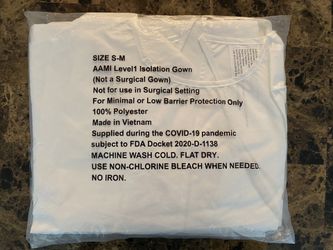 SIZE S-M
AAMI Level1 Isolation Gown
(Not a Surgical Gown)
Not for use in Surgical Setting
For Minimal or Low Barrier Protection Only
100% Polyester
Made in Vietnam
Supplied during the COVID-19 pandemic
subject to FDA Docket 2020-D-1138
MACHINE WASH COLD. FLAT DRY.
USE NON-CHLORINE BLEACH WHEN NEEDED.
NO IRON.